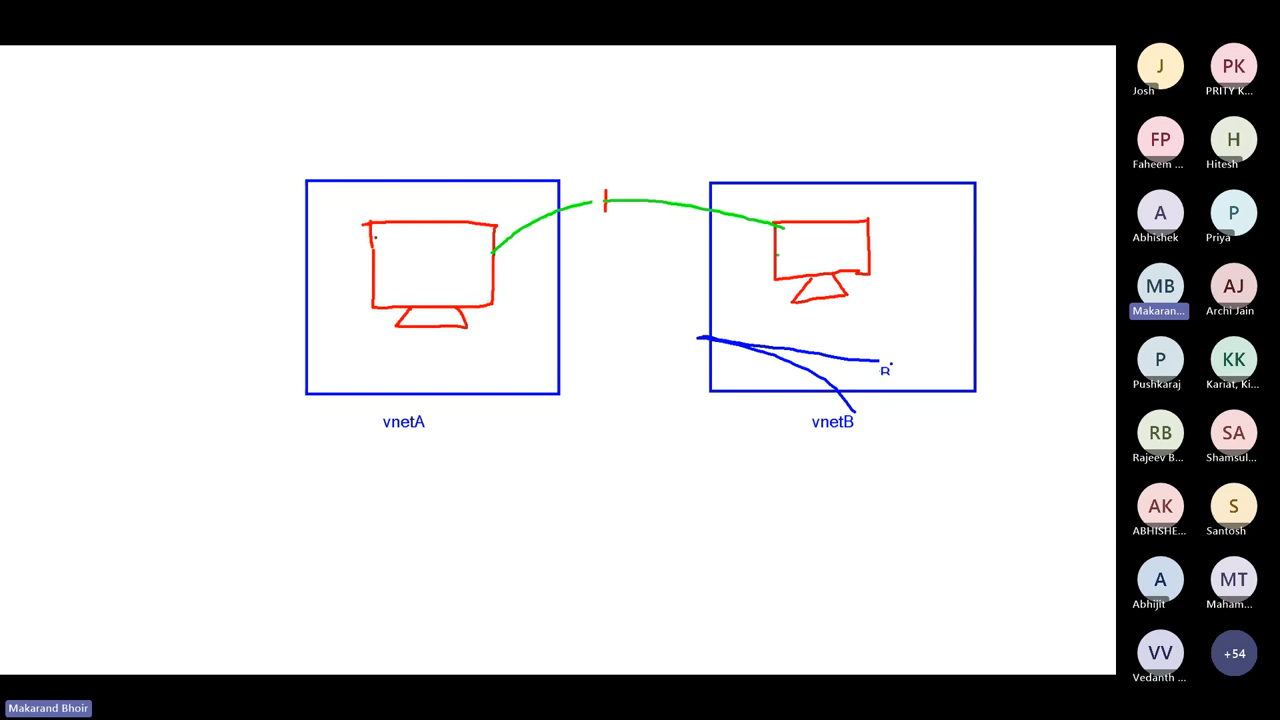 J
PK
Josh
PRITY K...
FP
H
Faheem ...
Hitesh
A
P
Abhishek
Priya
MB
AJ
Makaran...
Archi Jain
P
KK
Pushkaraj
Kariat, Ki...
RB
SA
Rajeev B...
Shamsul...
AK
S
ABHISHE...
Santosh
A
MT
Abhijit
Maham...
VV
+54
Vedanth ...
R
vnetA
vnetB
Makarand Bhoir